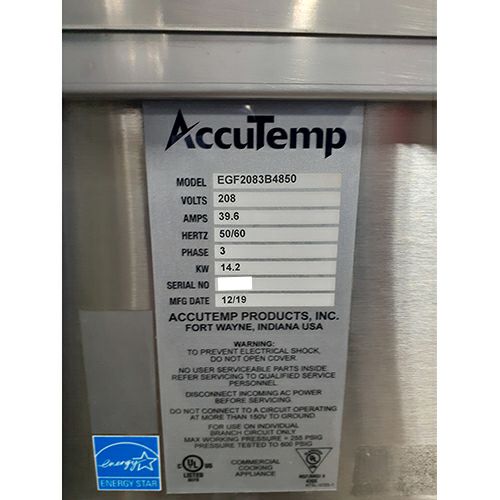 AccuTemp
MODEL EGF2083B4850
VOLTS 208
AMPS 39.6
HERTZ 50/60
PHASE 3
KW 14.2
SERIAL NO
MFG DATE 12/19
ACCUTEMP PRODUCTS, INC.
FORT WAYNE, INDIANA USA
WARNING:
TO PREVENT ELECTRICAL SHOCK,
DO NOT OPEN COVER.
NO USER SERVICEABLE PARTS INSIDE
REFER SERVICING TO QUALIFIED SERVICE
PERSONNEL.
DISCONNECT INCOMING AC POWER
BEFORE SERVICING.
DO NOT CONNECT TO A CIRCUIT OPERATING
AT MORE THAN 150V TO GROUND
FOR USE ON INDIVIDUAL
BRANCH CIRCUIT ONLY
MAX WORKING PRESSURE = 255 PSIG
PRESSURE TESTED TO 600 PSIG
energy
ENERGY STAR
C UL US
LISTED
COMMERCIAL
COOKING
APPLIANCE